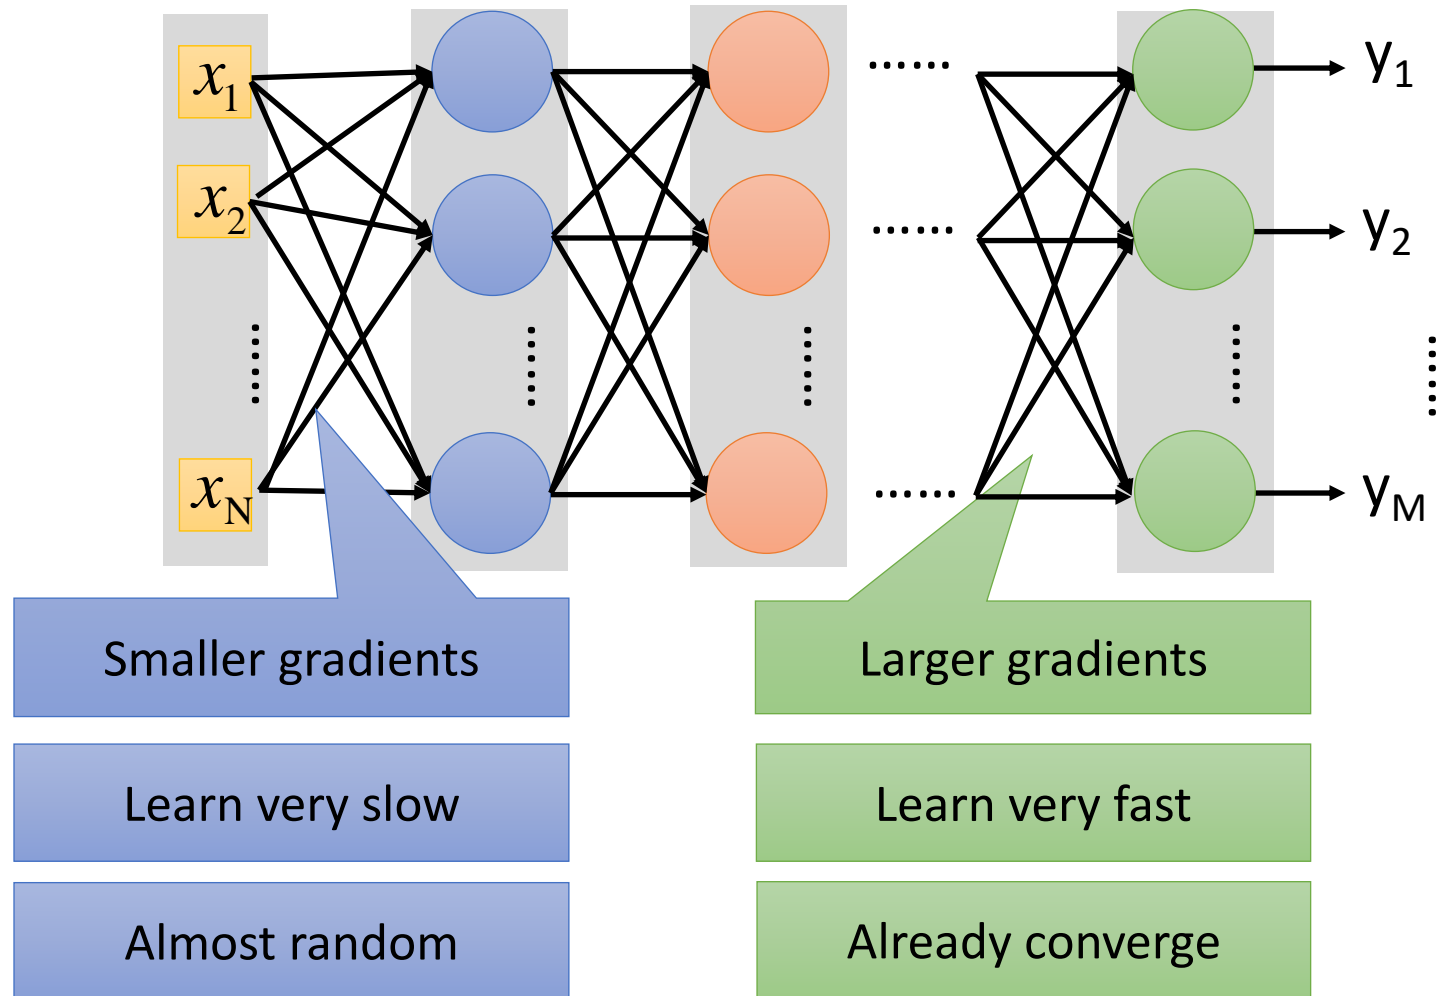 x1
x2
xN
y1
y2
yM
Smaller gradients
Larger gradients
Learn very slow
Learn very fast
Almost random
Already converge